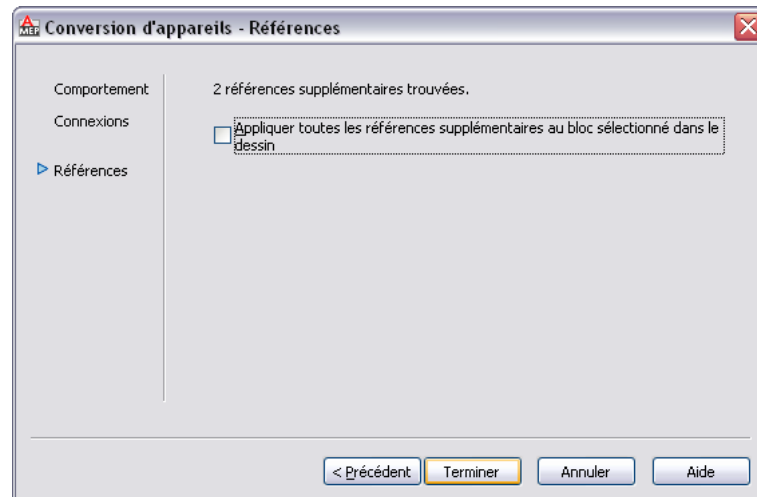 MEP
Conversion d'appareils - Références
Comportement
Connexions
Références
2 références supplémentaires trouvées.
Appliquer toutes les références supplémentaires au bloc sélectionné dans le
dessin
< Précédent
Terminer
Annuler
Aide